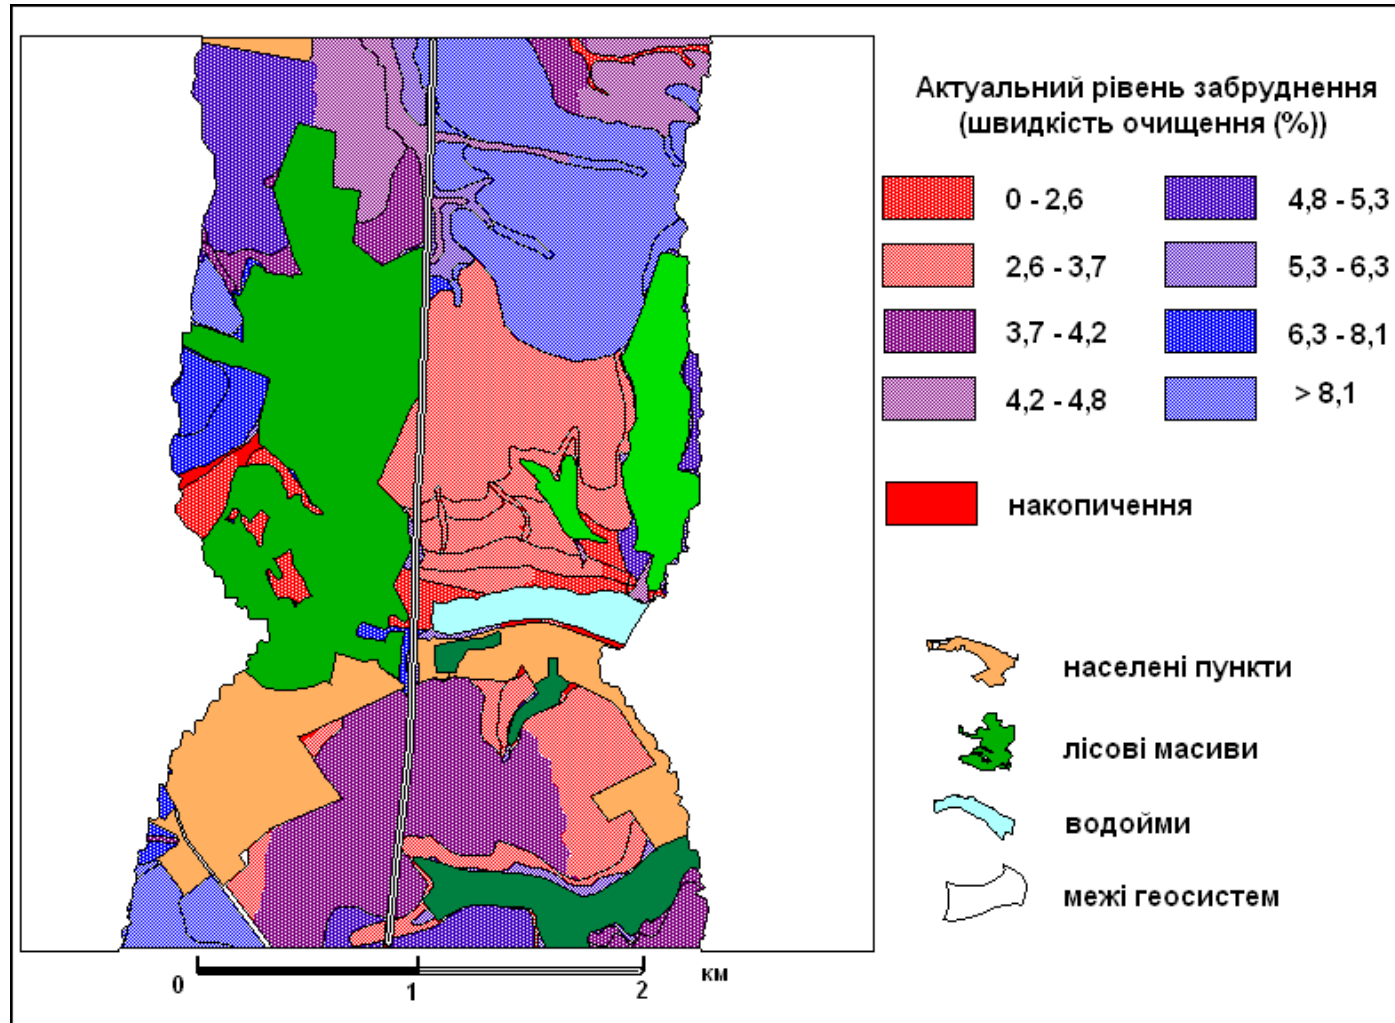 Актуальний рівень забруднення
(швидкість очищення (%))
0 - 2,6
4,8 - 5,3
2,6 - 3,7
5,3 - 6,3
3,7 - 4,2
6,3 - 8,1
4,2 - 4,8
> 8,1
накопичення
населені пункти
лісові масиви
водойми
межі геосистем
0
1
2
км